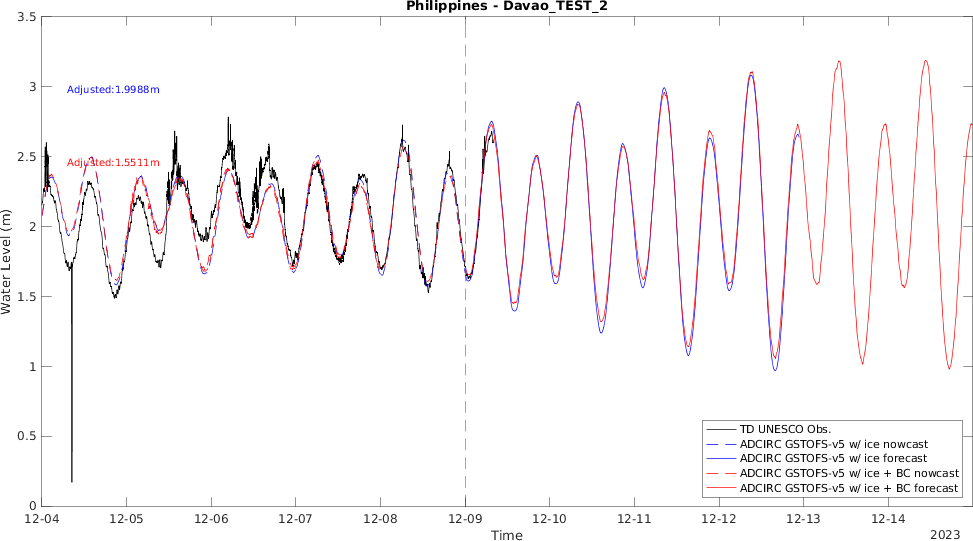 Philippines - Davao_TEST_2
3.5
3
2.5
2
1.5
1
0.5
0
Water Level (m)
Adjusted:1.9988m
Adjusted:1.5511m
TD UNESCO Obs.
ADCIRC GSTOFS-v5 w/ ice nowcast
ADCIRC GSTOFS-v5 w/ ice forecast
ADCIRC GSTOFS-v5 w/ ice + BC nowcast
ADCIRC GSTOFS-v5 w/ ice + BC forecast
12-04 12-05 12-06 12-07 12-08 12-09 12-10 12-11 12-12 12-13 12-14
Time
2023